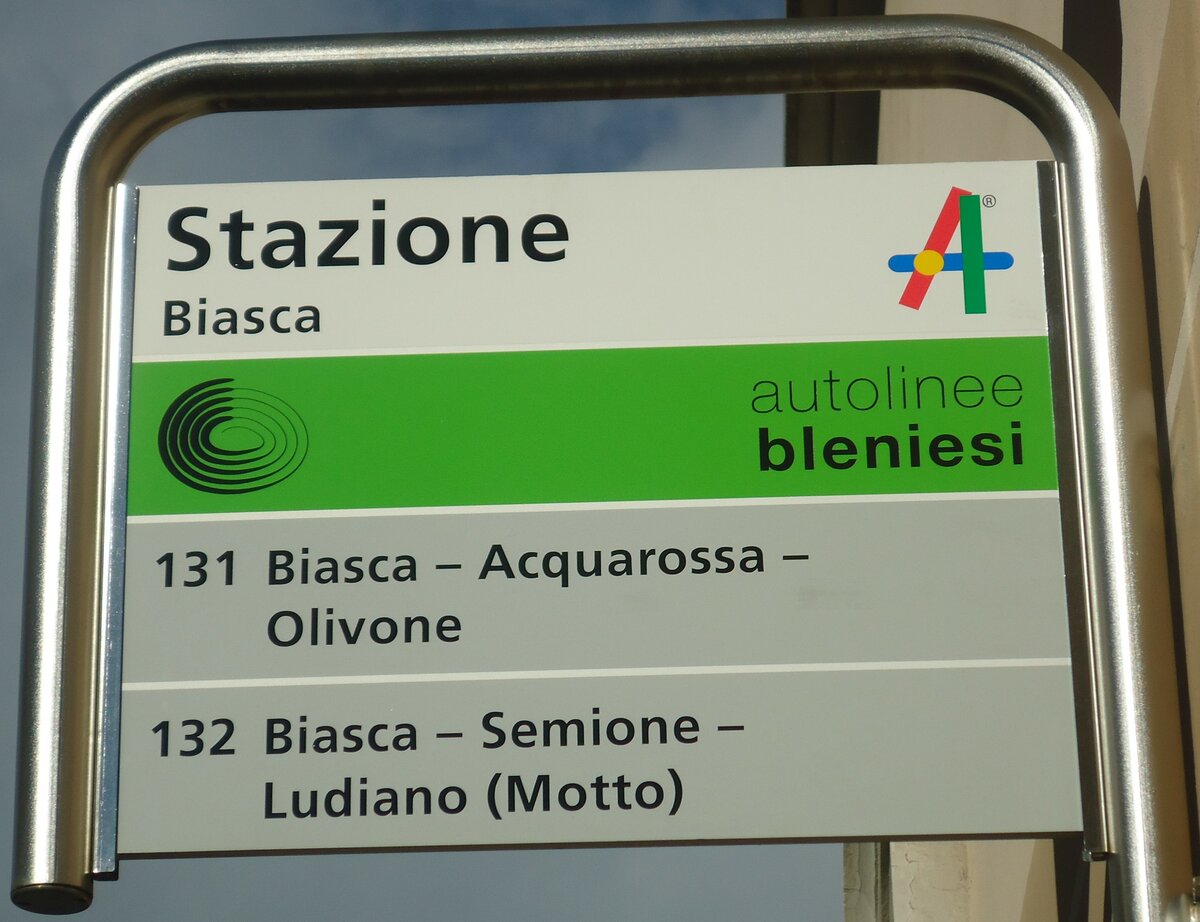 Stazione
Biasca
®
autolinee
bleniesi
131 Biasca – Acquarossa –
Olivone
132 Biasca – Semione –
Ludiano (Motto)